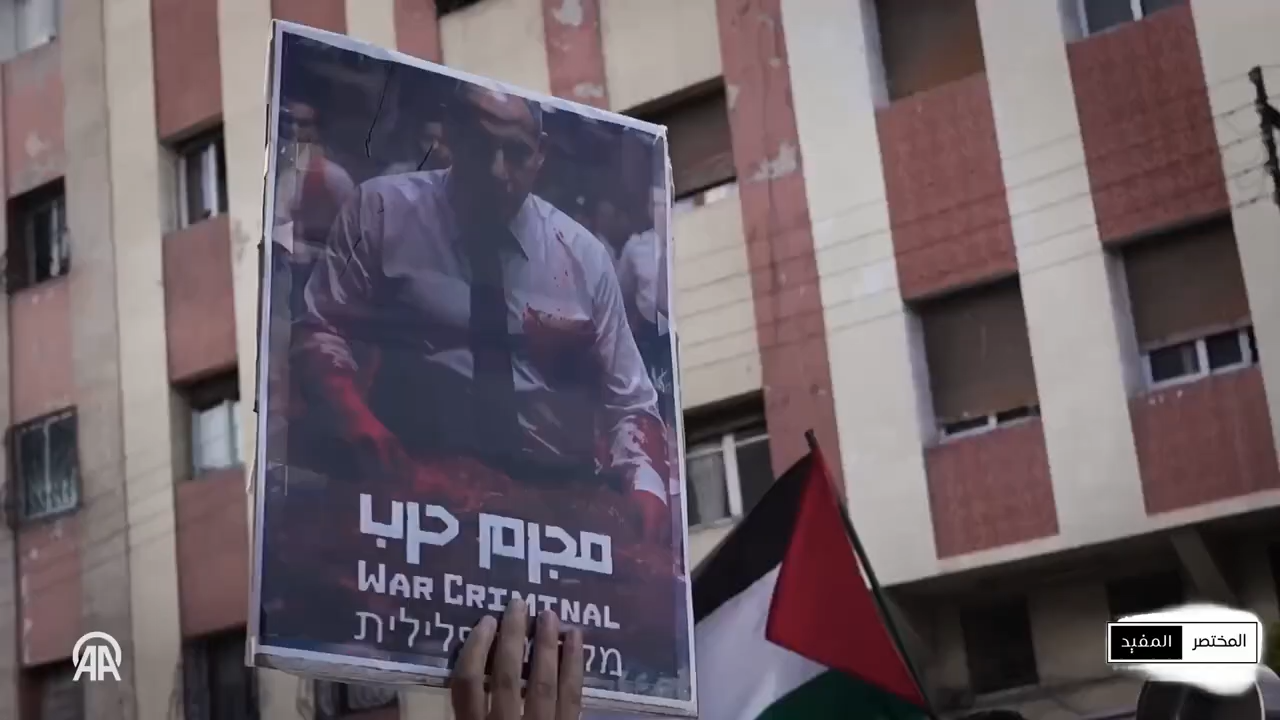 مجرم حرب
WAR CRIMINAL
פלילית
AA
المختصر المفيد